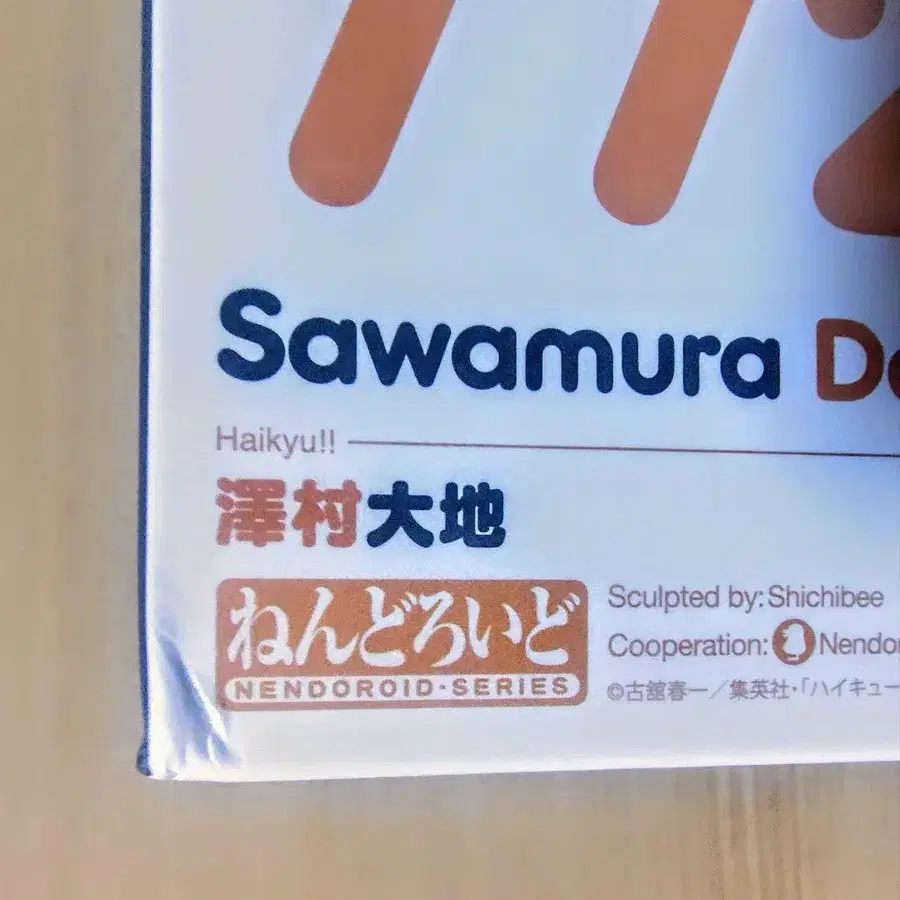 Sawamura
Haikyu!!
澤村大地
ねんどろいど
NENDOROID·SERIES
Sculpted by: Shichibee
Cooperation: Nendor
©古舘春一／集英社・「ハイキュー